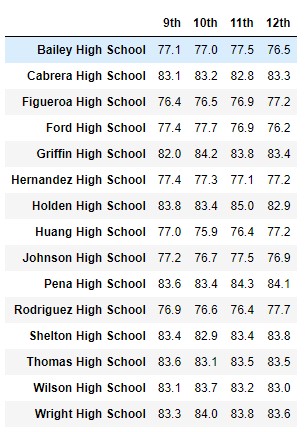 9th 10th 11th 12th
Bailey High School 77.1 77.0 77.5 76.5
Cabrera High School 83.1 83.2 82.8 83.3
Figueroa High School 76.4 76.5 76.9 77.2
Ford High School 77.4 77.7 76.9 76.2
Griffin High School 82.0 84.2 83.8 83.4
Hernandez High School 77.4 77.3 77.1 77.2
Holden High School 83.8 83.4 85.0 82.9
Huang High School 77.0 75.9 76.4 77.2
Johnson High School 77.2 76.7 77.5 76.9
Pena High School 83.6 83.4 84.3 84.1
Rodriguez High School 76.9 76.6 76.4 77.7
Shelton High School 83.4 82.9 83.4 83.8
Thomas High School 83.6 83.1 83.5 83.5
Wilson High School 83.1 83.7 83.2 83.0
Wright High School 83.3 84.0 83.8 83.6